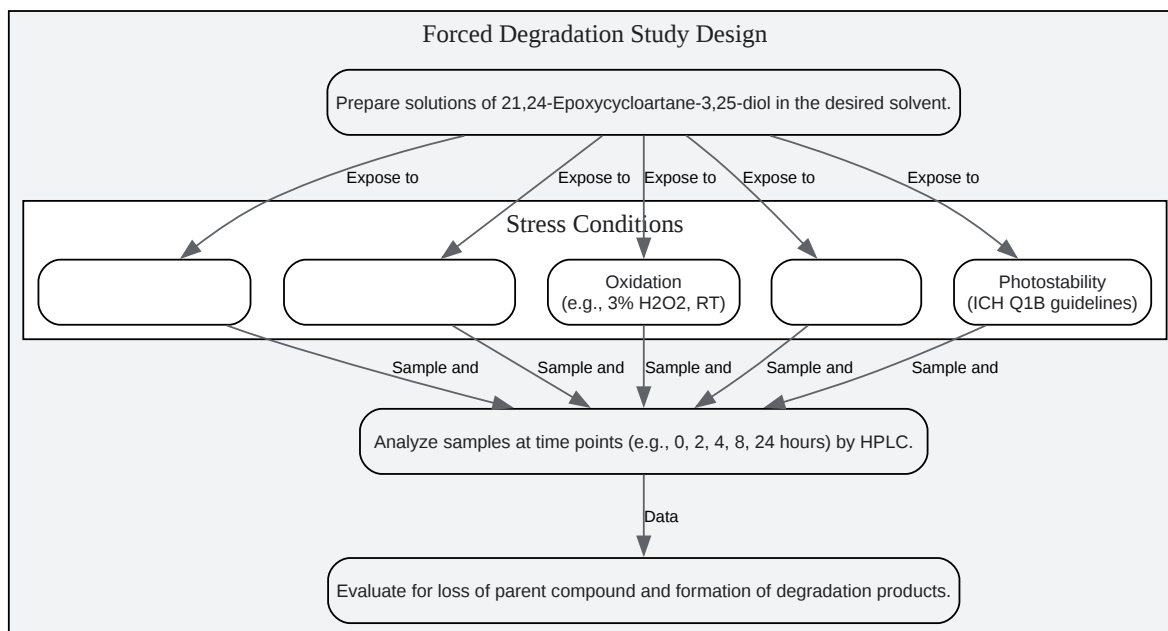 Forced Degradation Study Design
Prepare solutions of 21,24-Epoxycycloartane-3,25-diol in the desired solvent.
Expose to
Expose to
Expose to
Expose to
Expose to
Stress Conditions
Oxidation
(e.g., 3% H2O2, RT)
Photostability
(ICH Q1B guidelines)
Sample and
Sample and
Sample and
Sample and
Sample and
Analyze samples at time points (e.g., 0, 2, 4, 8, 24 hours) by HPLC.
Data
Evaluate for loss of parent compound and formation of degradation products.